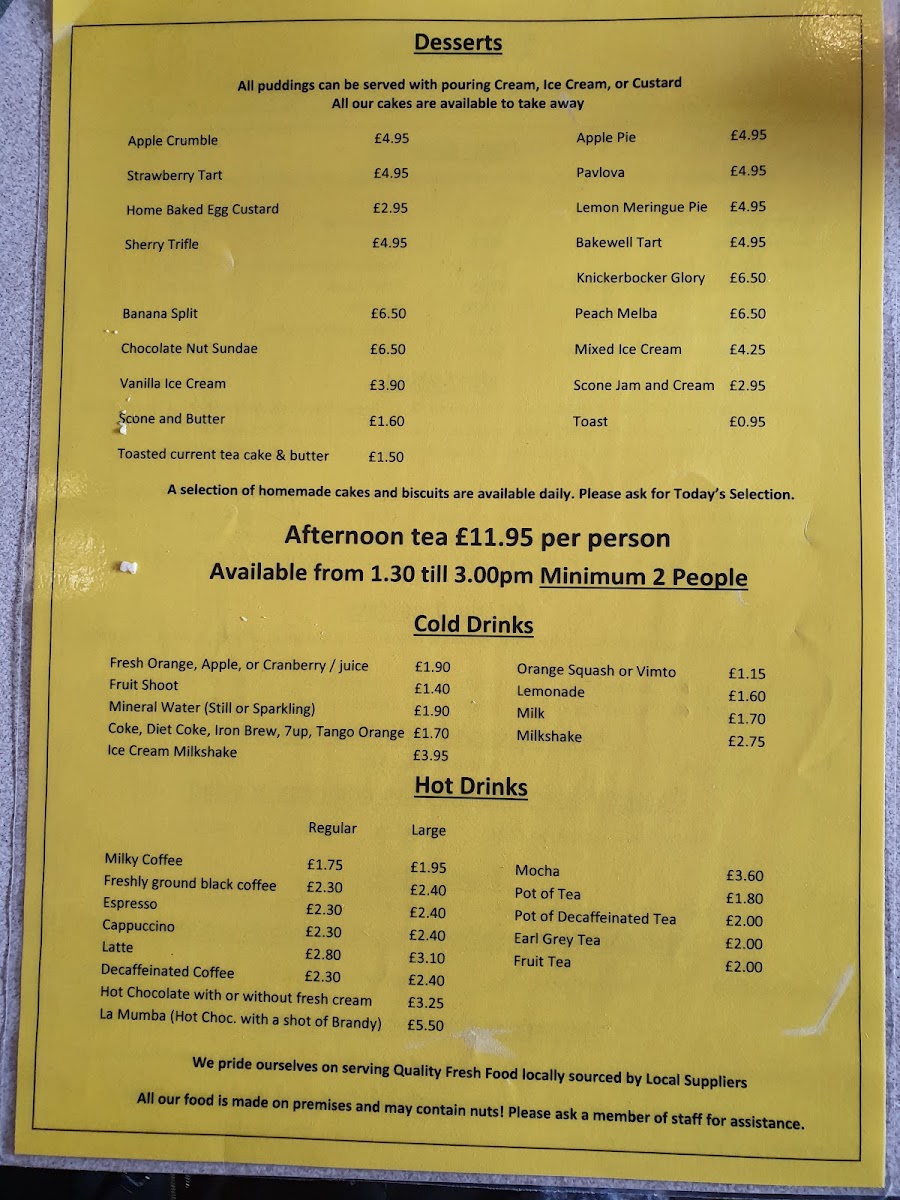 Desserts
All puddings can be served with pouring Cream, Ice Cream, or Custard
All our cakes are available to take away
Apple Crumble £4.95 Apple Pie £4.95
Strawberry Tart £4.95 Pavlova £4.95
Home Baked Egg Custard £2.95 Lemon Meringue Pie £4.95
Sherry Trifle £4.95 Bakewell Tart £4.95
Knickerbocker Glory £6.50
Banana Split £6.50 Peach Melba £6.50
Chocolate Nut Sundae £6.50 Mixed Ice Cream £4.25
Vanilla Ice Cream £3.90 Scone Jam and Cream £2.95
Scone and Butter £1.60 Toast £0.95
Toasted current tea cake & butter £1.50
A selection of homemade cakes and biscuits are available daily. Please ask for Today's Selection.
Afternoon tea £11.95 per person
Available from 1.30 till 3.00pm Minimum 2 People
Cold Drinks
Fresh Orange, Apple, or Cranberry / juice £1.90 Orange Squash or Vimto £1.15
Fruit Shoot £1.40 Lemonade £1.60
Mineral Water (Still or Sparkling) £1.90 Milk £1.70
Coke, Diet Coke, Iron Brew, 7up, Tango Orange £1.70 Milkshake £2.75
Ice Cream Milkshake £3.95
Hot Drinks
Regular Large
Milky Coffee £1.75 £1.95 Mocha £3.60
Freshly ground black coffee £2.30 £2.40 Pot of Tea £1.80
Espresso £2.30 £2.40 Pot of Decaffeinated Tea £2.00
Cappuccino £2.30 £2.40 Earl Grey Tea £2.00
Latte £2.80 £3.10 Fruit Tea £2.00
Decaffeinated Coffee £2.30 £2.40
Hot Chocolate with or without fresh cream £3.25
La Mumba (Hot Choc. with a shot of Brandy) £5.50
We pride ourselves on serving Quality Fresh Food locally sourced by Local Suppliers
All our food is made on premises and may contain nuts! Please ask a member of staff for assistance.